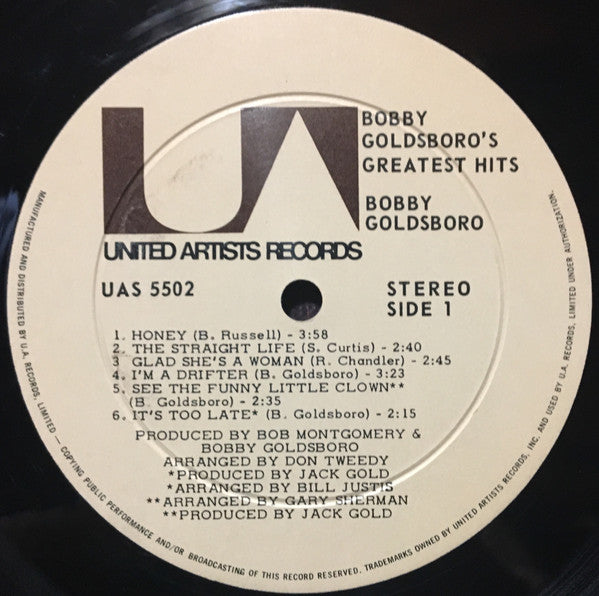 UA
BOBBY
GOLDSBORO'S
GREATEST HITS
BOBBY
GOLDSBORO
UNITED ARTISTS RECORDS
UAS 5502
STEREO
SIDE 1
1. HONEY (B. Russell) - 3:58
2. THE STRAIGHT LIFE (S. Curtis) - 2:40
3 GLAD SHE'S A WOMAN (R. Chandler) - 2:45
4. I'M A DRIFTER (B. Goldsboro) - 3:23
5. SEE THE FUNNY LITTLE CLOWN**
(B. Goldsboro) - 2:35
6. IT'S TOO LATE* (B. Goldsboro) - 2:15
PRODUCED BY BOB MONTGOMERY &
BOBBY GOLDSBORO
ARRANGED BY DON TWEEDY
*PRODUCED BY JACK GOLD
*ARRANGED BY BILL JUSTIS
**ARRANGED BY GARY SHERMAN
**PRODUCED BY JACK GOLD
MANUFACTURED AND DISTRIBUTED BY U.A. RECORDS, LIMITED — COPYING PUBLIC PERFORMANCE AND/OR BROADCASTING OF THIS RECORD RESERVED. TRADEMARKS OWNED BY UNITED ARTISTS RECORDS, INC. AND USED BY U.A. RECORDS, LIMITED UNDER AUTHORIZATION.